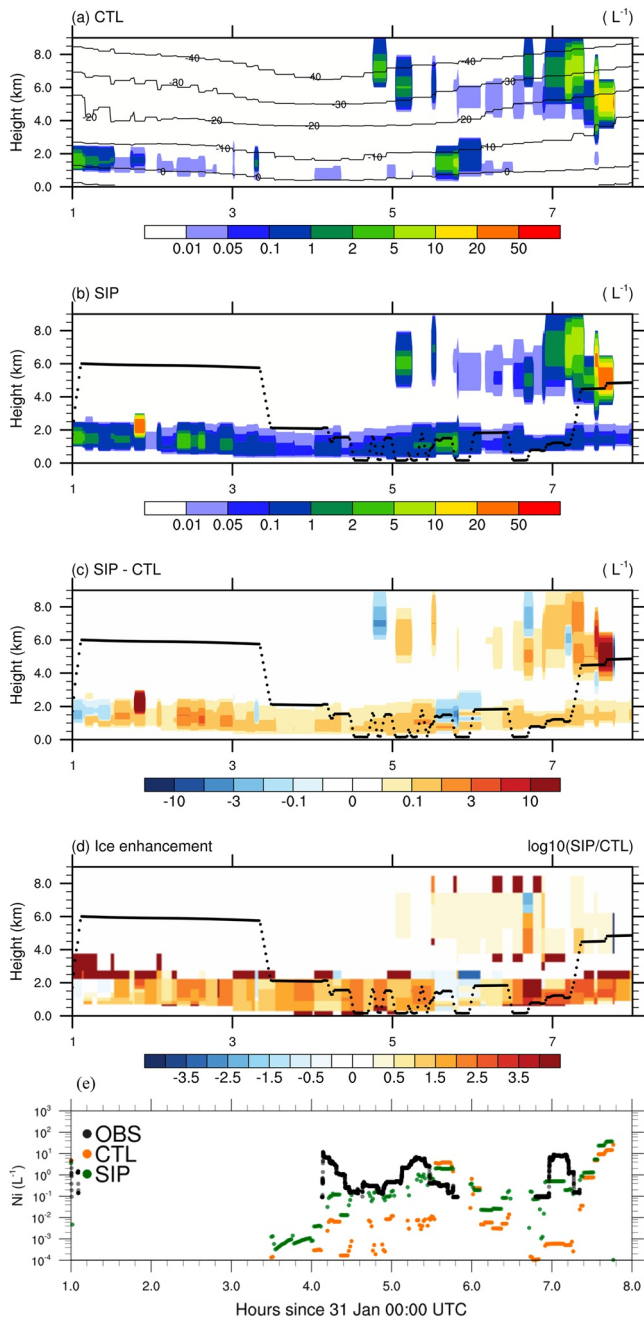 (a) CTL ( L⁻¹)
Height (km)
8.0
6.0
4.0
2.0
0.0
-40 -40 -40
-80 -30 -30
-20 -20 -20
-10 -10 -10
0 0 0
1 3 5 7
0.01 0.05 0.1 1 2 5 10 20 50
(b) SIP ( L⁻¹)
Height (km)
8.0
6.0
4.0
2.0
0.0
1 3 5 7
0.01 0.05 0.1 1 2 5 10 20 50
(c) SIP - CTL ( L⁻¹)
Height (km)
8.0
6.0
4.0
2.0
0.0
1 3 5 7
-10 -3 -0.1 0 0.1 3 10
(d) Ice enhancement log10(SIP/CTL)
Height (km)
8.0
6.0
4.0
2.0
0.0
1 3 5 7
-3.5 -2.5 -1.5 -0.5 0 0.5 1.5 2.5 3.5
(e)
Ni (L⁻¹)
10³
10²
10¹
10⁰
10⁻¹
10⁻²
10⁻³
10⁻⁴
OBS
CTL
SIP
1.0 2.0 3.0 4.0 5.0 6.0 7.0 8.0
Hours since 31 Jan 00:00 UTC